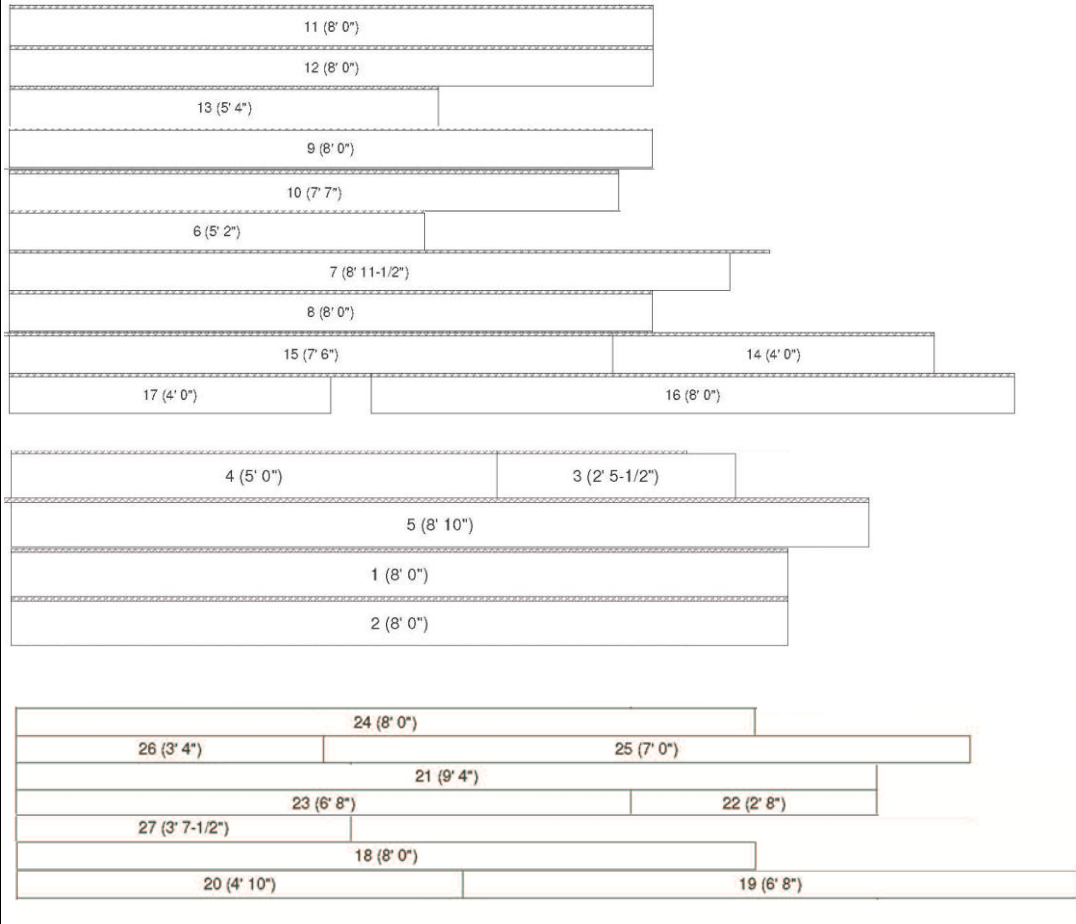 11 (8' 0")
12 (8' 0")
13 (5' 4")
9 (8' 0")
10 (7' 7")
6 (5' 2")
7 (8' 11-1/2")
8 (8' 0")
15 (7' 6") 14 (4' 0")
17 (4' 0") 16 (8' 0")
4 (5' 0") 3 (2' 5-1/2")
5 (8' 10")
1 (8' 0")
2 (8' 0")
24 (8' 0")
26 (3' 4") 25 (7' 0")
21 (9' 4")
23 (6' 8") 22 (2' 8")
27 (3' 7-1/2")
18 (8' 0")
20 (4' 10") 19 (6' 8")